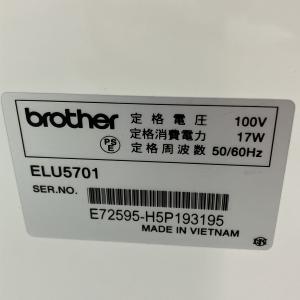 brother
PS
E
定格電圧 100V
定格消費電力 17W
定格周波数 50/60Hz
ELU5701
SER.NO.
E72595-H5P193195
MADE IN VIETNAM